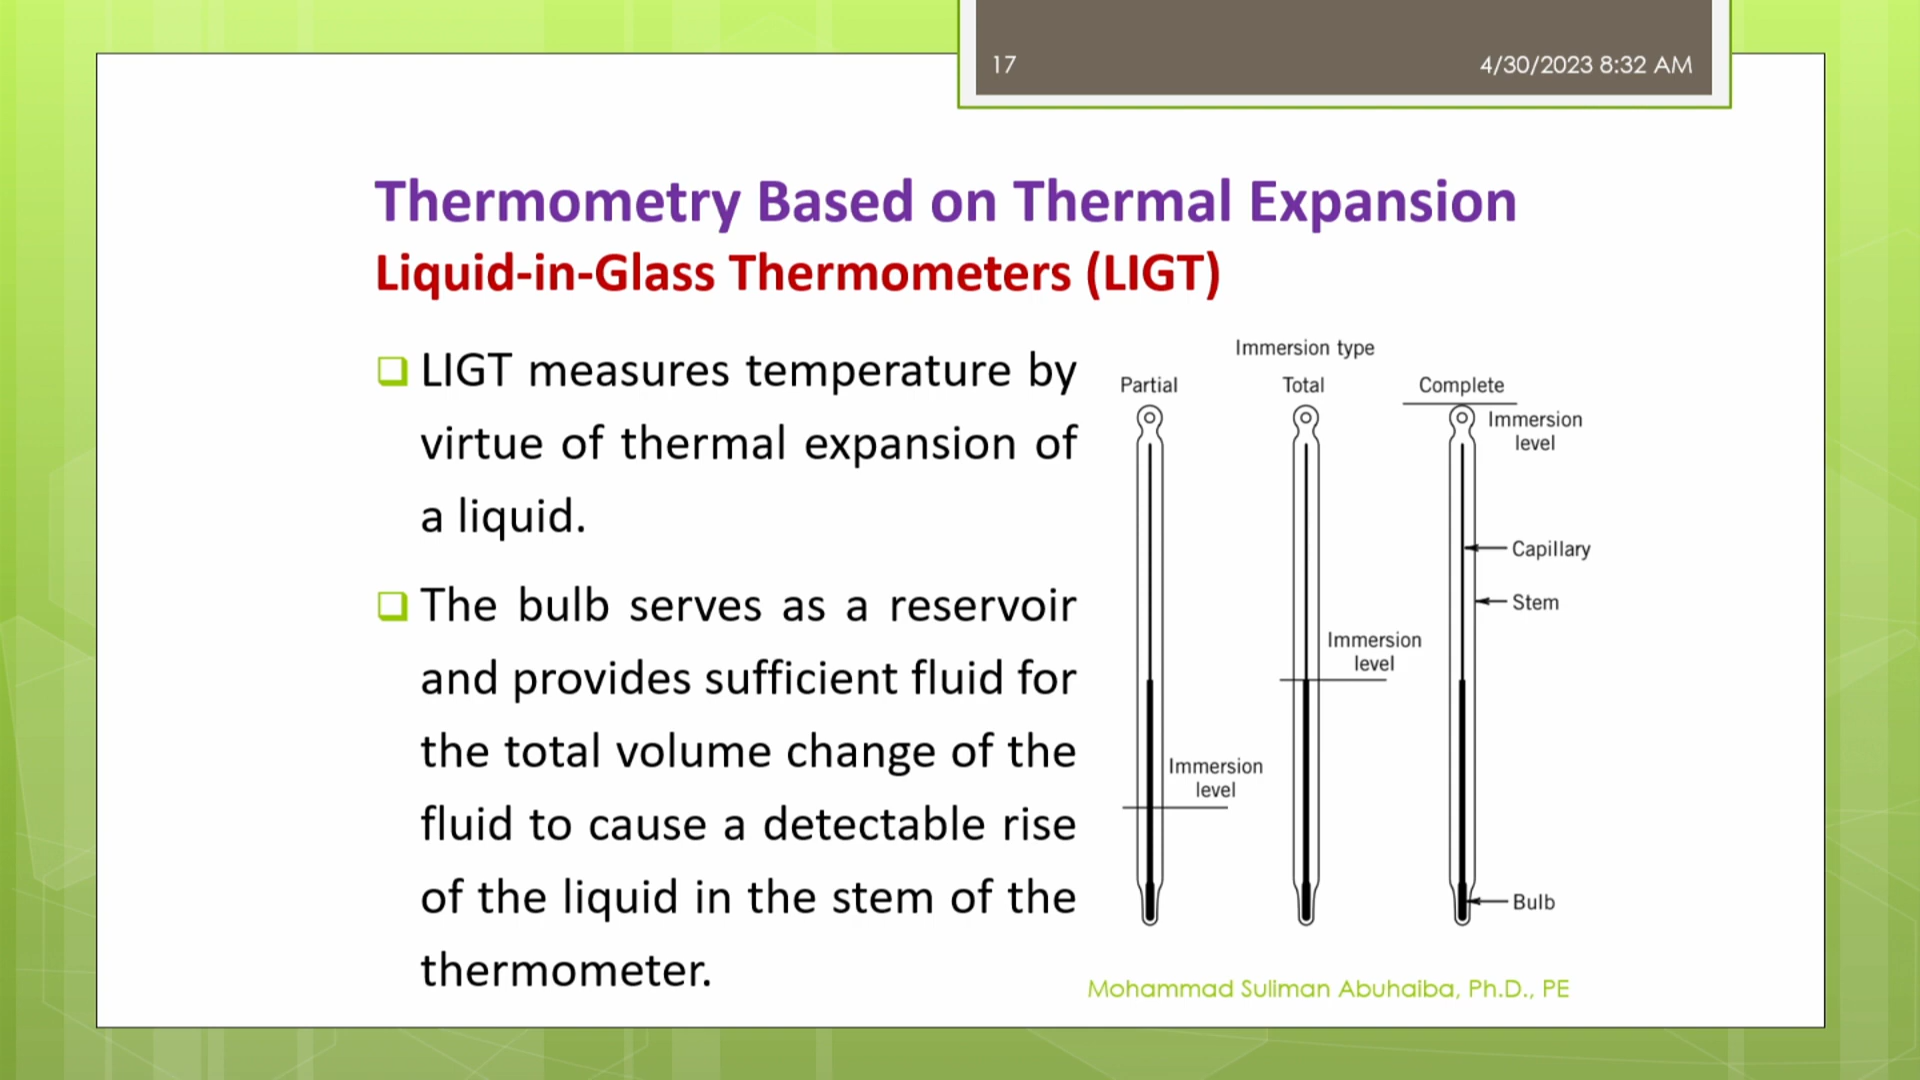 17
4/30/2023 8:32 AM
Thermometry Based on Thermal Expansion
Liquid-in-Glass Thermometers (LIGT)
LIGT measures temperature by
virtue of thermal expansion of
a liquid.
The bulb serves as a reservoir
and provides sufficient fluid for
the total volume change of the
fluid to cause a detectable rise
of the liquid in the stem of the
thermometer.
Immersion type
Partial
Total
Complete
Immersion
level
Capillary
Stem
Immersion
level
Immersion
level
Bulb
Mohammad Suliman Abuhaiba, Ph.D., PE